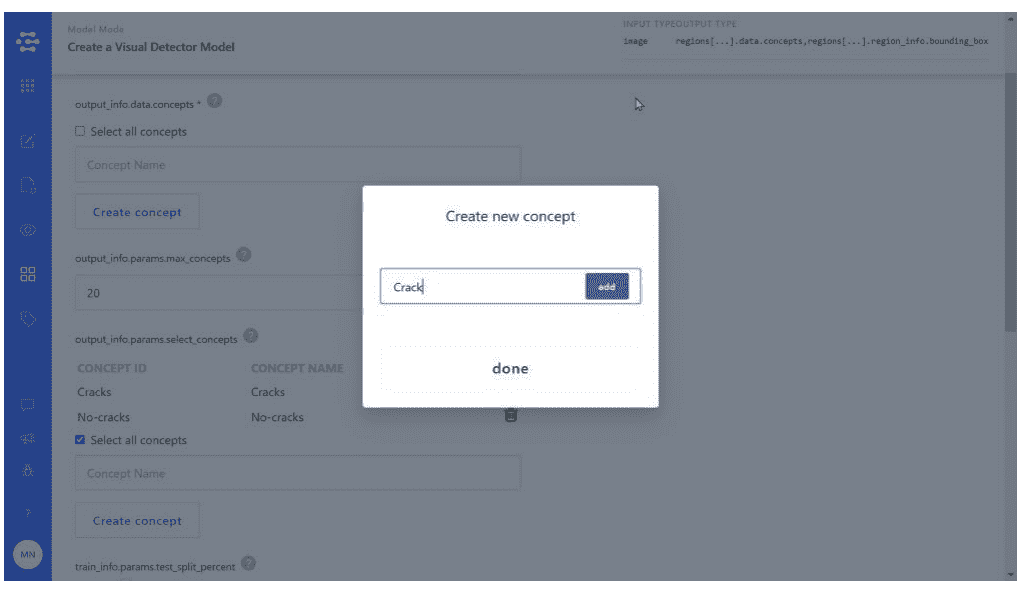 Model Mode
Create a Visual Detector Model
INPUT TYPE OUTPUT TYPE
image regions[...].data.concepts,regions[...].region_info.bounding_box
output_info.data.concepts * ?
Select all concepts
Concept Name
Create concept
output_info.params.max_concepts ?
20
output_info.params.select_concepts ?
CONCEPT ID CONCEPT NAME
Cracks Cracks
No-cracks No-cracks
Select all concepts
Concept Name
Create concept
train_info.params.test_split_percent ?
Create new concept
Crack add
done
?
MN